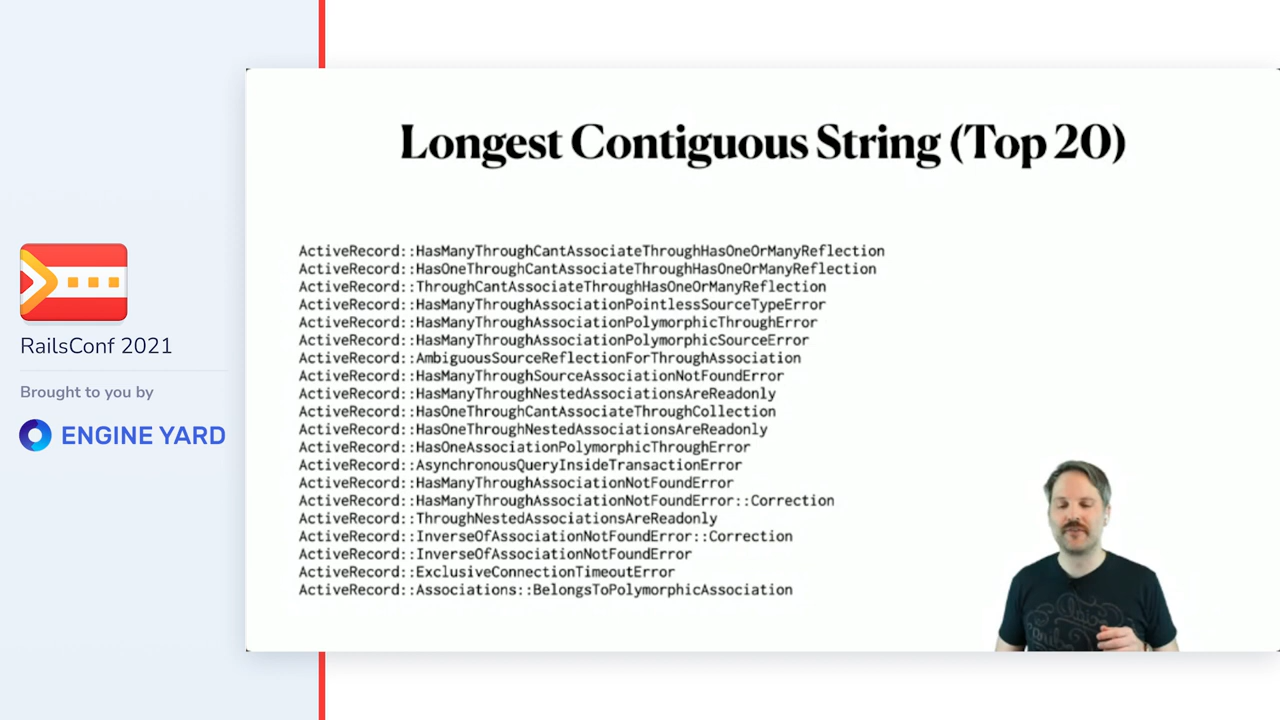 Longest Contiguous String (Top 20)
ActiveRecord::HasManyThroughCantAssociateThroughHasOneOrManyReflection
ActiveRecord::HasOneThroughCantAssociateThroughHasOneOrManyReflection
ActiveRecord::ThroughCantAssociateThroughHasOneOrManyReflection
ActiveRecord::HasManyThroughAssociationPointlessSourceTypeError
ActiveRecord::HasManyThroughAssociationPolymorphicThroughError
ActiveRecord::HasManyThroughAssociationPolymorphicSourceError
ActiveRecord::AmbiguousSourceReflectionForThroughAssociation
ActiveRecord::HasManyThroughSourceAssociationNotFoundError
ActiveRecord::HasManyThroughNestedAssociationsAreReadonly
ActiveRecord::HasOneThroughCantAssociateThroughCollection
ActiveRecord::HasOneThroughNestedAssociationsAreReadonly
ActiveRecord::HasOneAssociationPolymorphicThroughError
ActiveRecord::AsynchronousQueryInsideTransactionError
ActiveRecord::HasManyThroughAssociationNotFoundError
ActiveRecord::HasManyThroughAssociationNotFoundError::Correction
ActiveRecord::ThroughNestedAssociationsAreReadonly
ActiveRecord::InverseOfAssociationNotFoundError::Correction
ActiveRecord::InverseOfAssociationNotFoundError
ActiveRecord::ExclusiveConnectionTimeoutError
ActiveRecord::Associations::BelongsToPolymorphicAssociation
RailsConf 2021
Brought to you by
ENGINE YARD